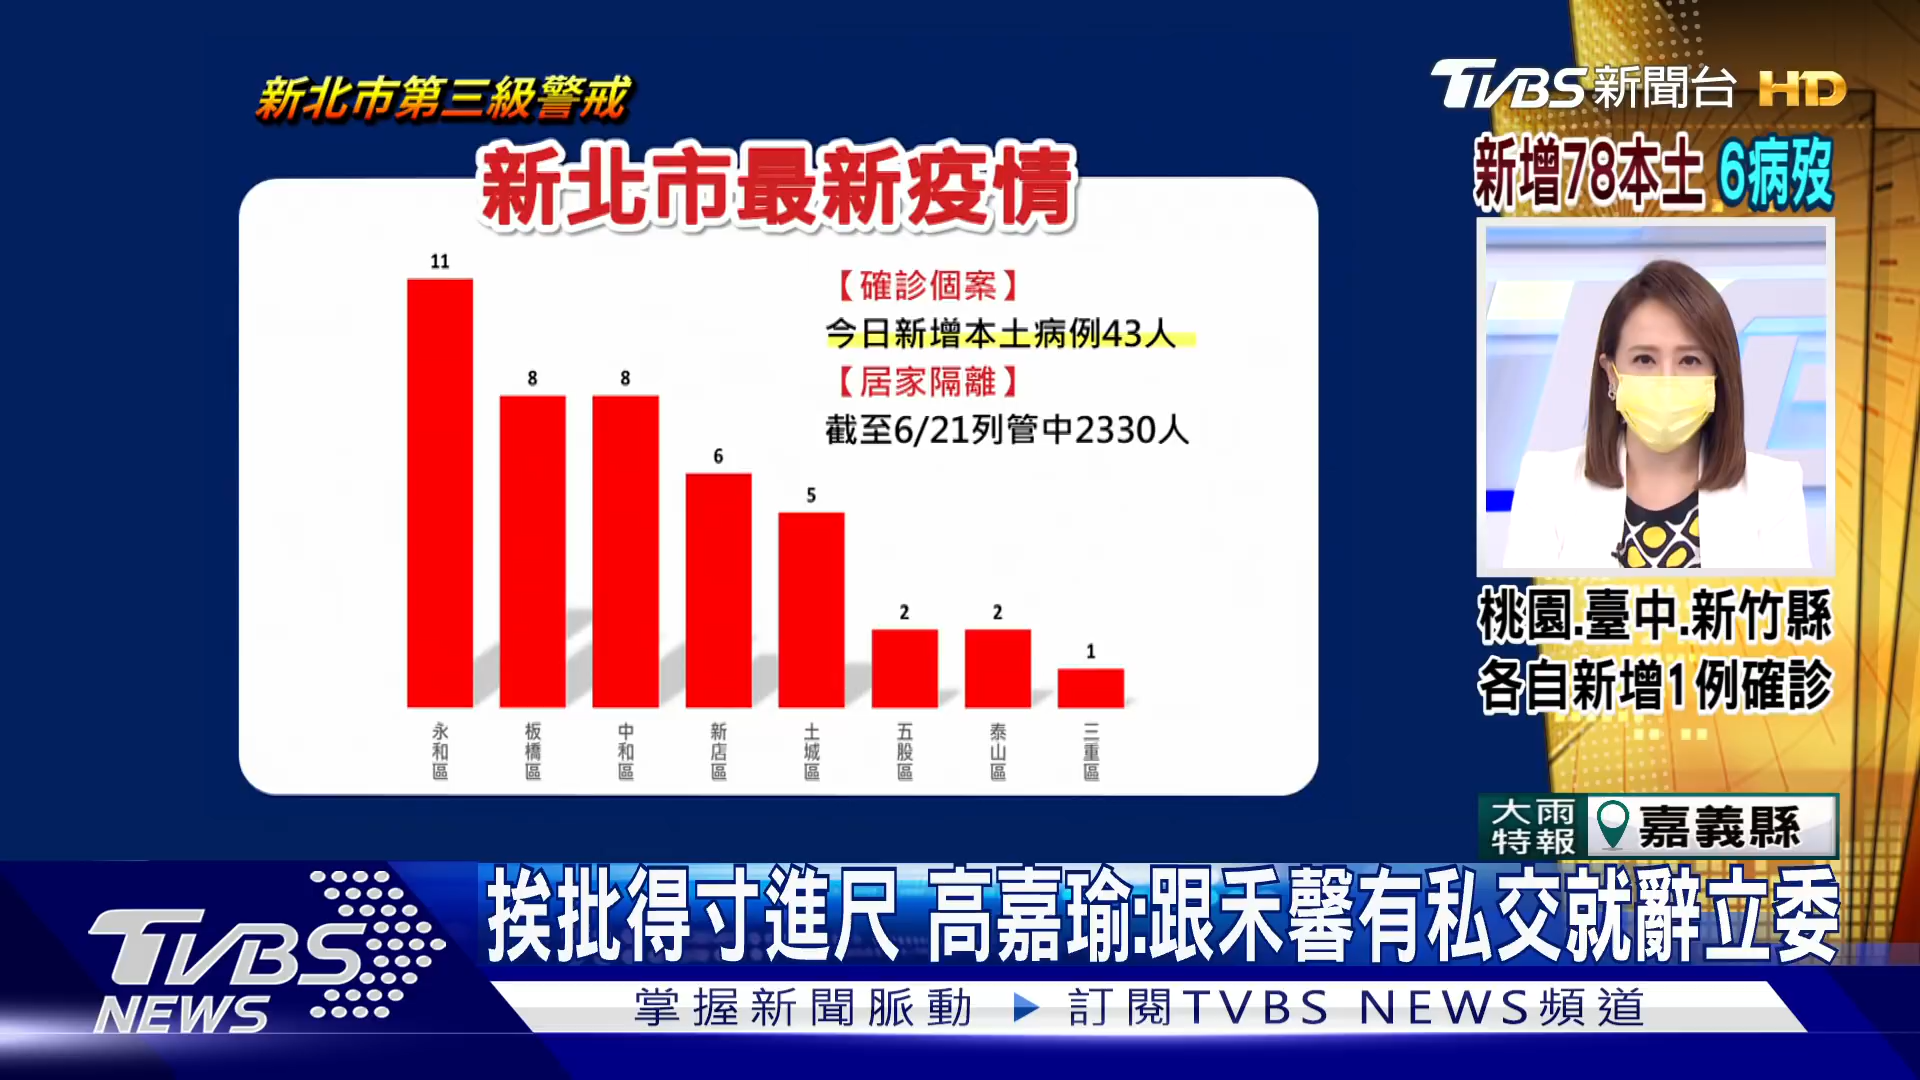 新北市第三級警戒
新北市最新疫情
【確診個案】
今日新增本土病例43人
【居家隔離】
截至6/21列管中2330人
11
8
8
6
5
2
2
1
永和區
板橋區
中和區
新店區
土城區
五股區
泰山區
三重區
TVBS新聞台 HD
新增78本土 6病歿
桃園.臺中.新竹縣
各自新增1例確診
大雨特報
嘉義縣
挨批得寸進尺 高嘉瑜:跟禾馨有私交就辭立委
TVBS
NEWS
掌握新聞脈動 ▶ 訂閱TVBS NEWS頻道